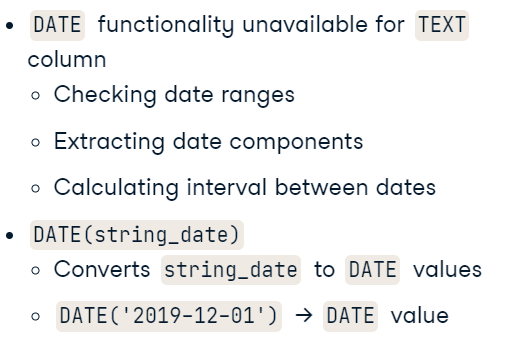 • DATE functionality unavailable for TEXT
column
◦ Checking date ranges
◦ Extracting date components
◦ Calculating interval between dates
• DATE(string_date)
◦ Converts string_date to DATE values
◦ DATE('2019-12-01') → DATE value